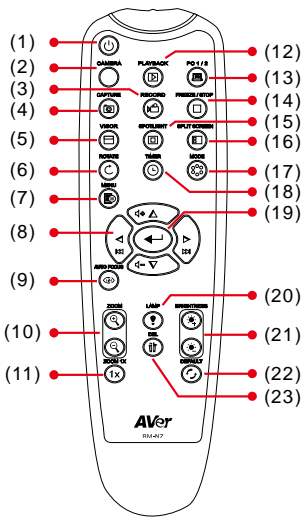 (1)
(2)
(3)
(4)
(5)
(6)
(7)
(8)
(9)
(10)
(11)
CAMERA PLAYBACK PC 1 / 2
CAPTURE RECORD FREEZE / STOP
VISOR SPOTLIGHT SPLIT SCREEN
ROTATE TIMER MODE
MENU
AUTO FOCUS
ZOOM LAMP BRIGHTNESS
DEL
ZOOM 1X DEFAULT
1x
AVer
RM-N7
(12)
(13)
(14)
(15)
(16)
(17)
(18)
(19)
(20)
(21)
(22)
(23)